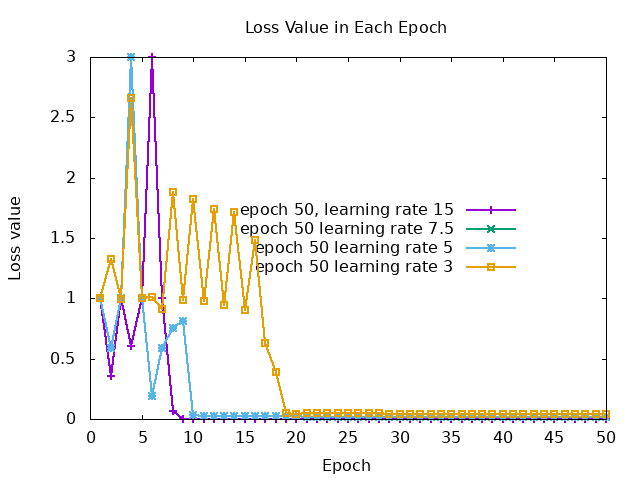 Loss Value in Each Epoch
3
2.5
2
1.5
1
0.5
0
Loss value
epoch 50, learning rate 15
epoch 50 learning rate 7.5
epoch 50 learning rate 5
epoch 50 learning rate 3
0 5 10 15 20 25 30 35 40 45 50
Epoch